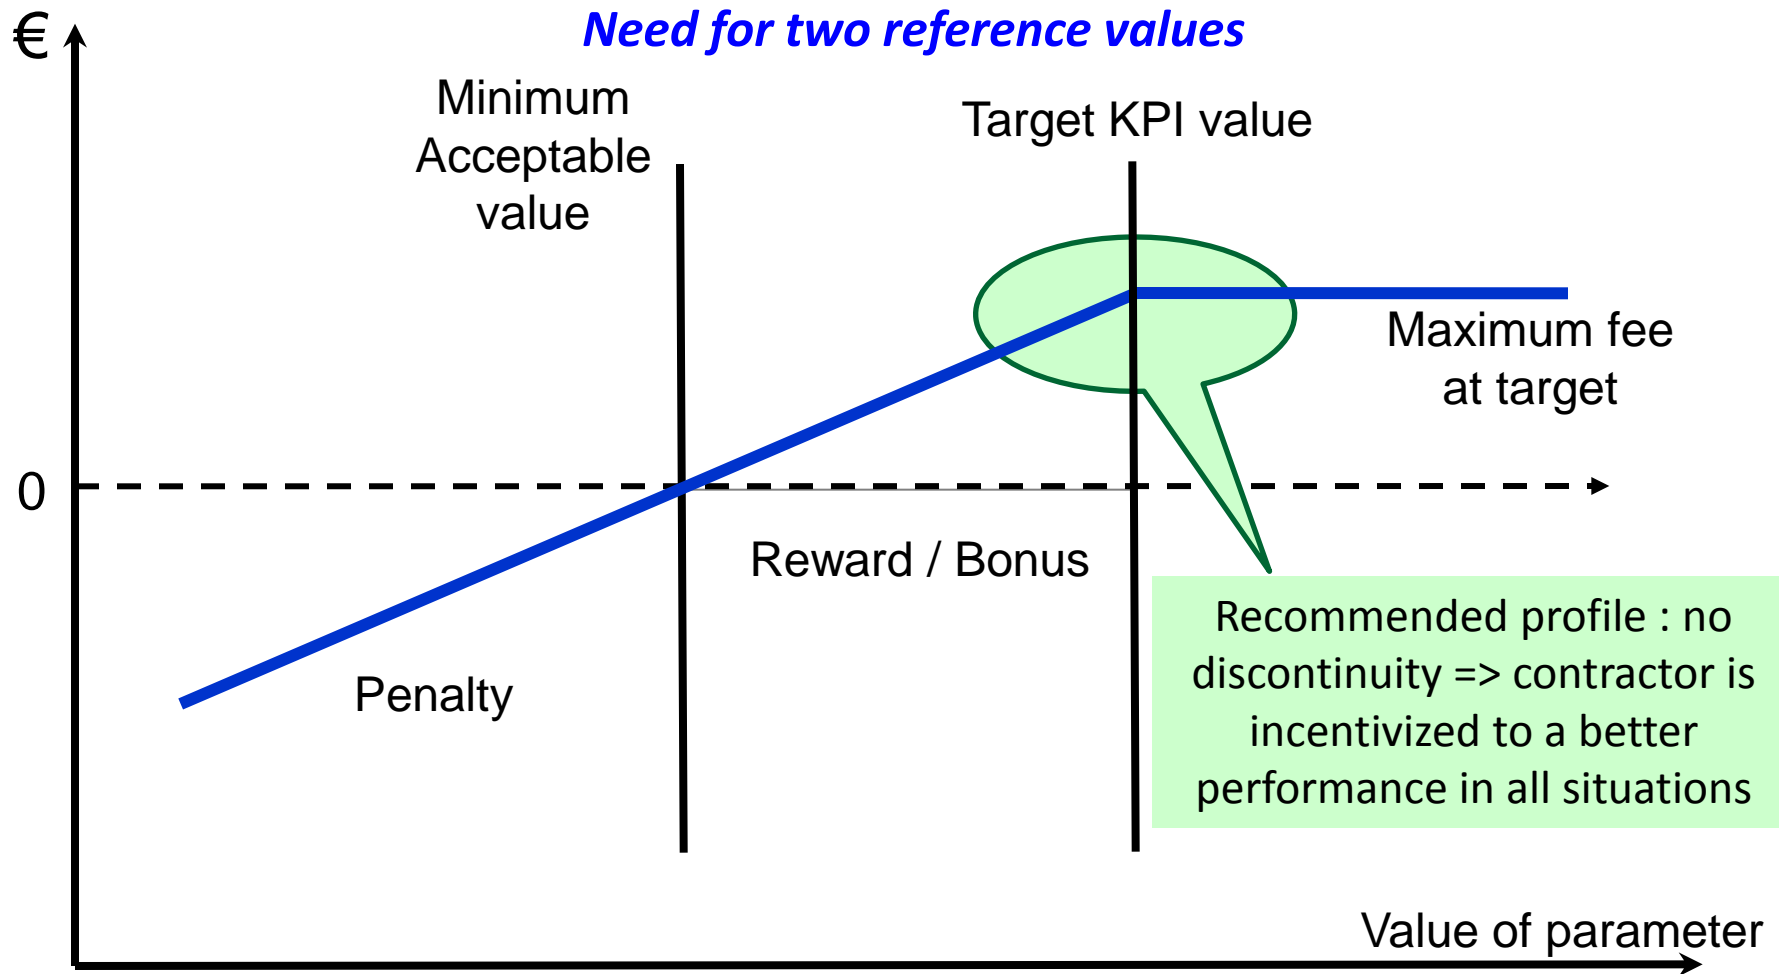 €
Need for two reference values
Minimum
Acceptable
value
Target KPI value
Maximum fee
at target
0
Reward / Bonus
Penalty
Recommended profile : no
discontinuity => contractor is
incentivized to a better
performance in all situations
Value of parameter